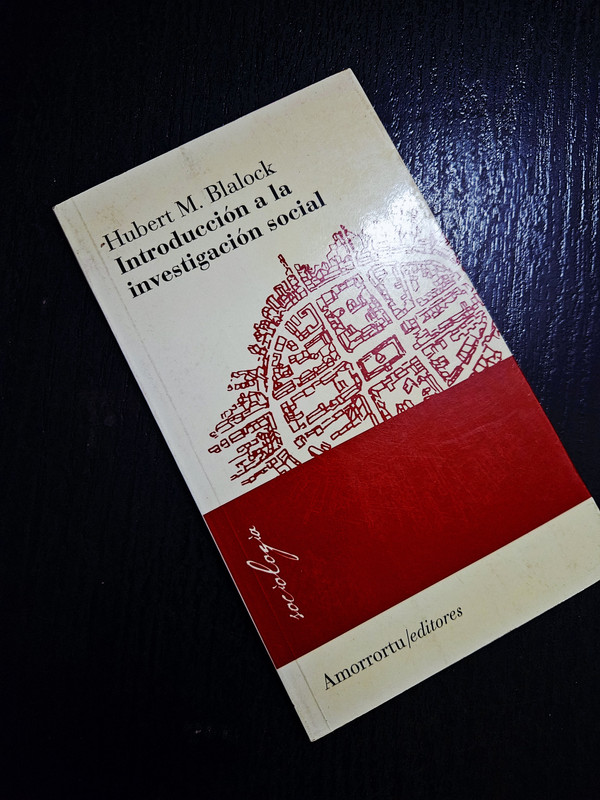 Hubert M. Blalock
Introducción a la
investigación social
sociología
Amorrortu/editores